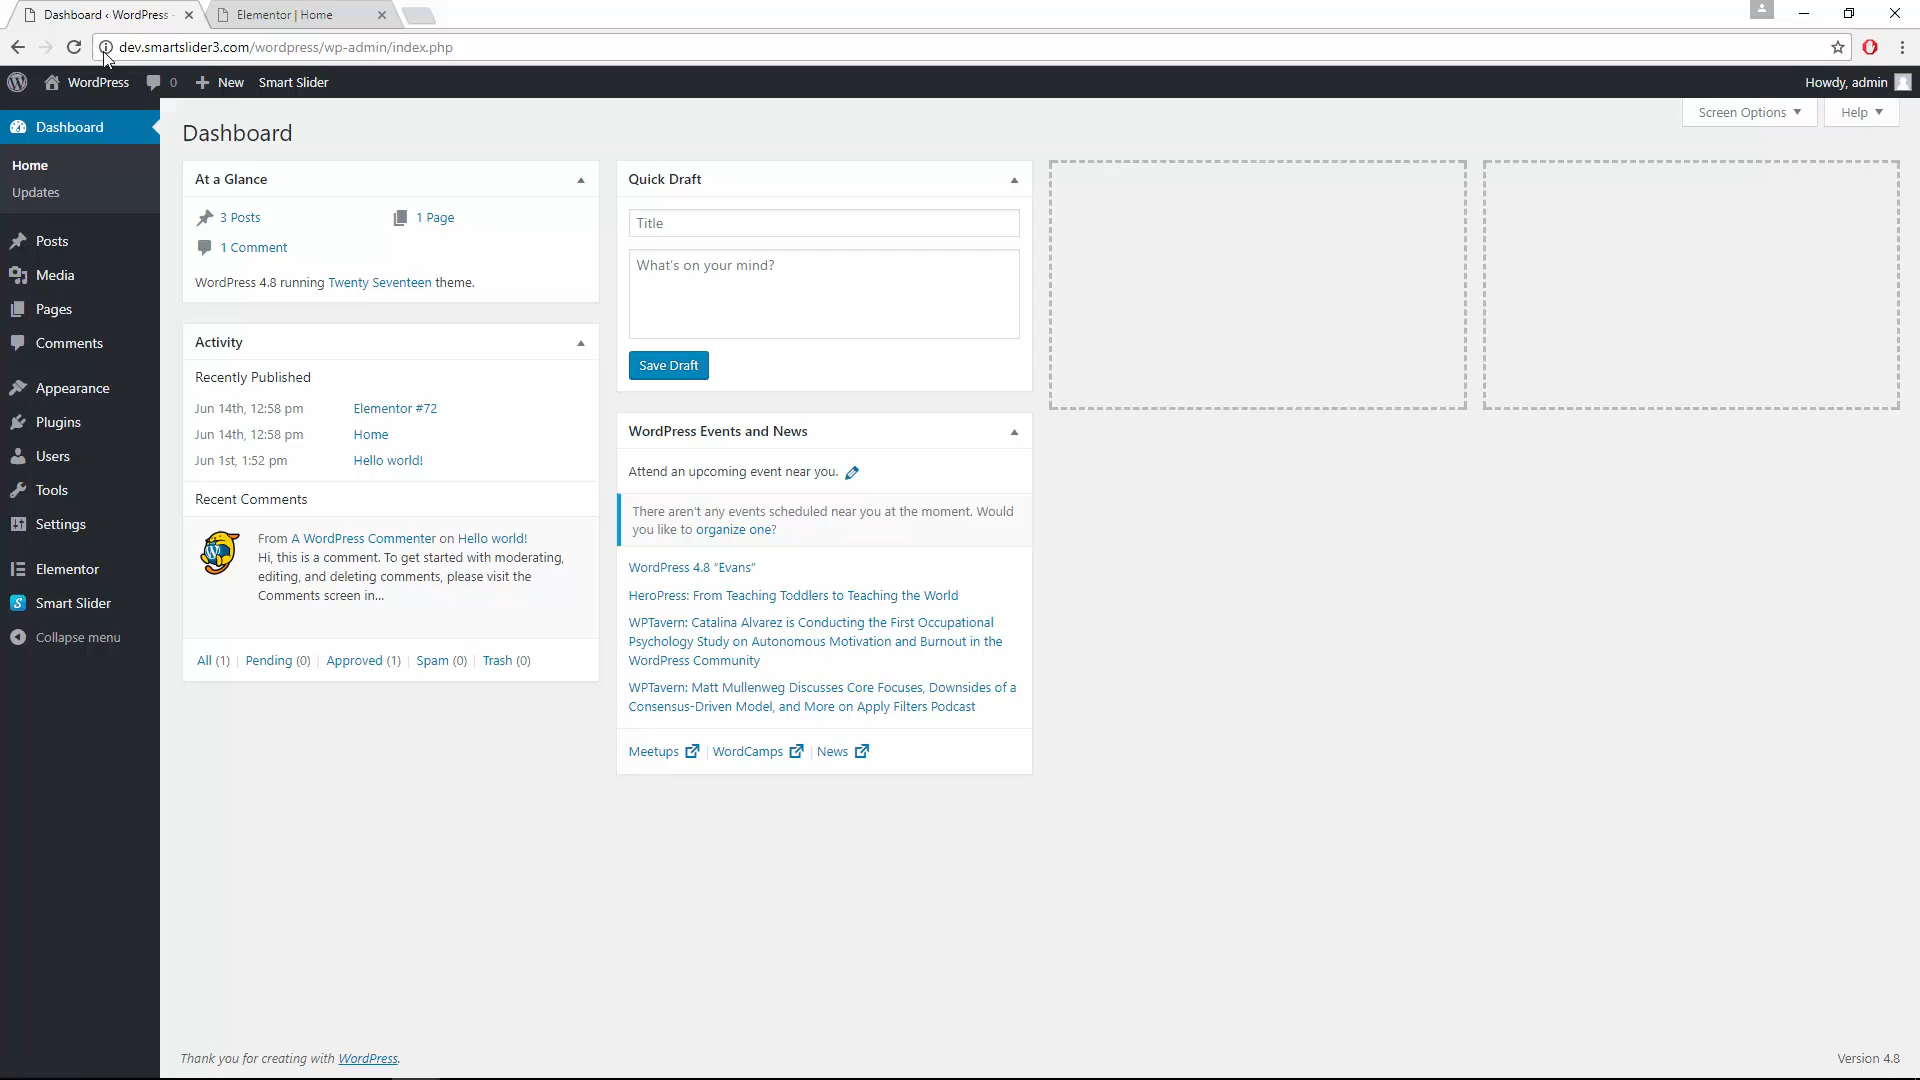 Dashboard ‹ WordPress -
Elementor | Home
dev.smartslider3.com/wordpress/wp-admin/index.php
WordPress
0
New
Smart Slider
Howdy, admin
Dashboard
Home
Updates
Posts
Media
Pages
Comments
Appearance
Plugins
Users
Tools
Settings
Elementor
Smart Slider
Collapse menu
Screen Options
Help
Dashboard
At a Glance
3 Posts
1 Page
1 Comment
WordPress 4.8 running Twenty Seventeen theme.
Activity
Recently Published
Jun 14th, 12:58 pm
Elementor #72
Jun 14th, 12:58 pm
Home
Jun 1st, 1:52 pm
Hello world!
Recent Comments
From A WordPress Commenter on Hello world!
Hi, this is a comment. To get started with moderating,
editing, and deleting comments, please visit the
Comments screen in...
All (1) | Pending (0) | Approved (1) | Spam (0) | Trash (0)
Quick Draft
Title
What's on your mind?
Save Draft
WordPress Events and News
Attend an upcoming event near you.
There aren't any events scheduled near you at the moment. Would
you like to organize one?
WordPress 4.8 “Evans”
HeroPress: From Teaching Toddlers to Teaching the World
WPTavern: Catalina Alvarez is Conducting the First Occupational
Psychology Study on Autonomous Motivation and Burnout in the
WordPress Community
WPTavern: Matt Mullenweg Discusses Core Focuses, Downsides of a
Consensus-Driven Model, and More on Apply Filters Podcast
Meetups | WordCamps | News
Thank you for creating with WordPress.
Version 4.8